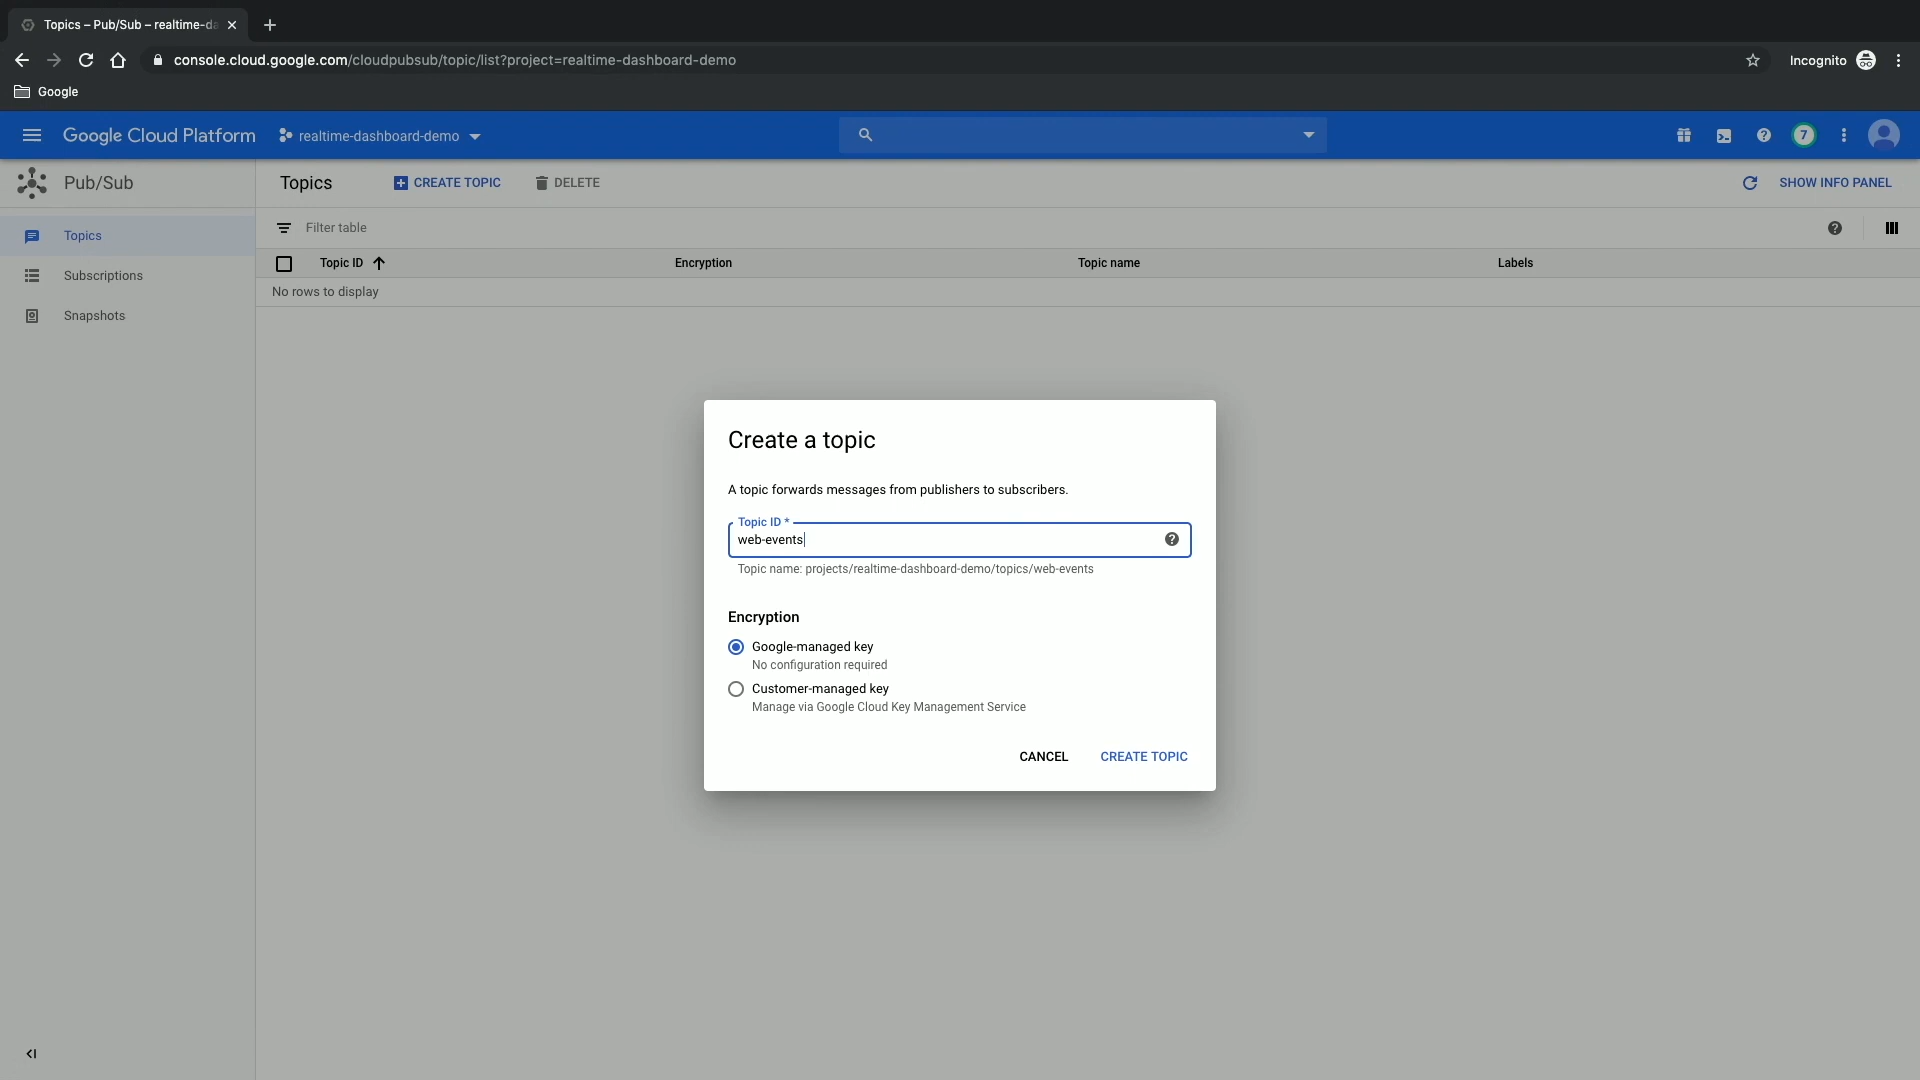 Topics – Pub/Sub – realtime-da
console.cloud.google.com/cloudpubsub/topic/list?project=realtime-dashboard-demo
Incognito
Google
Google Cloud Platform
realtime-dashboard-demo
7
Pub/Sub
Topics
CREATE TOPIC
DELETE
SHOW INFO PANEL
Topics
Subscriptions
Snapshots
Filter table
Topic ID
Encryption
Topic name
Labels
No rows to display
Create a topic
A topic forwards messages from publishers to subscribers.
Topic ID *
web-events
Topic name: projects/realtime-dashboard-demo/topics/web-events
Encryption
Google-managed key
No configuration required
Customer-managed key
Manage via Google Cloud Key Management Service
CANCEL
CREATE TOPIC